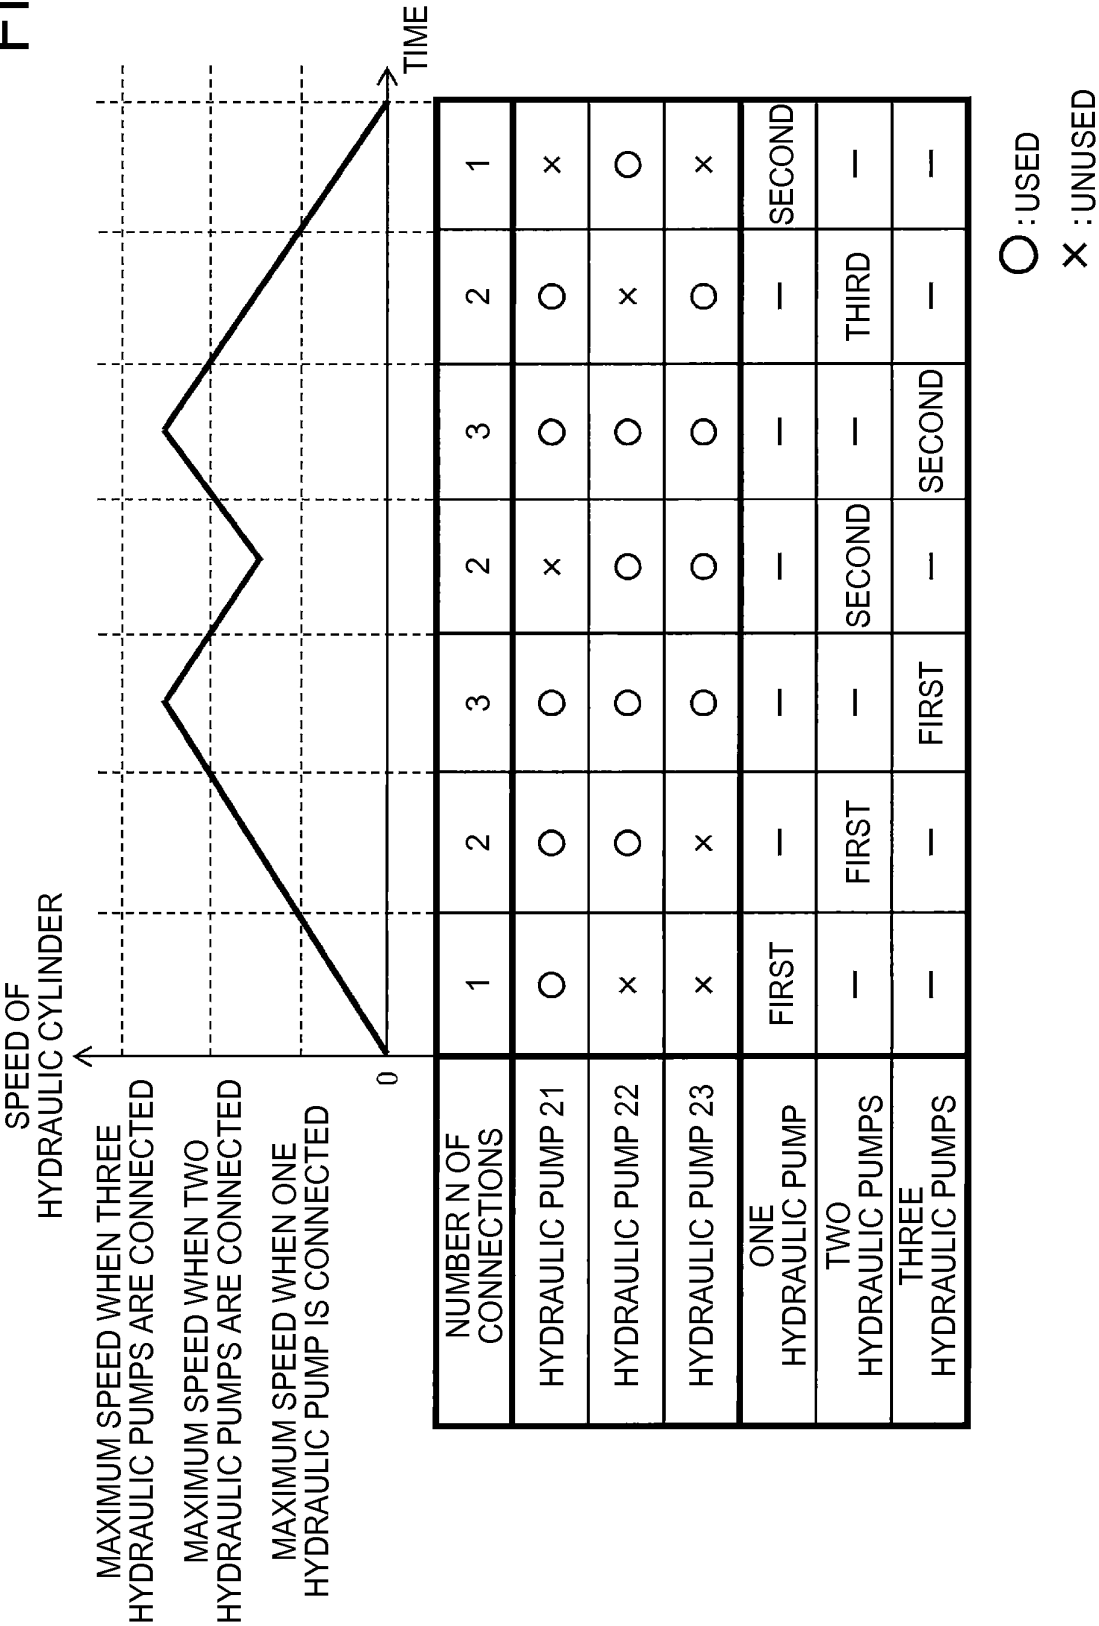 SPEED OF
HYDRAULIC CYLINDER
MAXIMUM SPEED WHEN THREE
HYDRAULIC PUMPS ARE CONNECTED
MAXIMUM SPEED WHEN TWO
HYDRAULIC PUMPS ARE CONNECTED
MAXIMUM SPEED WHEN ONE
HYDRAULIC PUMP IS CONNECTED
0
TIME
NUMBER N OF
CONNECTIONS
1 2 3 2 3 2 1
HYDRAULIC PUMP 21 ○ ○ ○ × ○ ○ ×
HYDRAULIC PUMP 22 × ○ ○ ○ ○ × ○
HYDRAULIC PUMP 23 × × ○ ○ ○ ○ ×
ONE
HYDRAULIC PUMP
FIRST — — — — — SECOND
TWO
HYDRAULIC PUMPS
— FIRST — SECOND — THIRD —
THREE
HYDRAULIC PUMPS
— — FIRST — SECOND — —
○ : USED
× : UNUSED